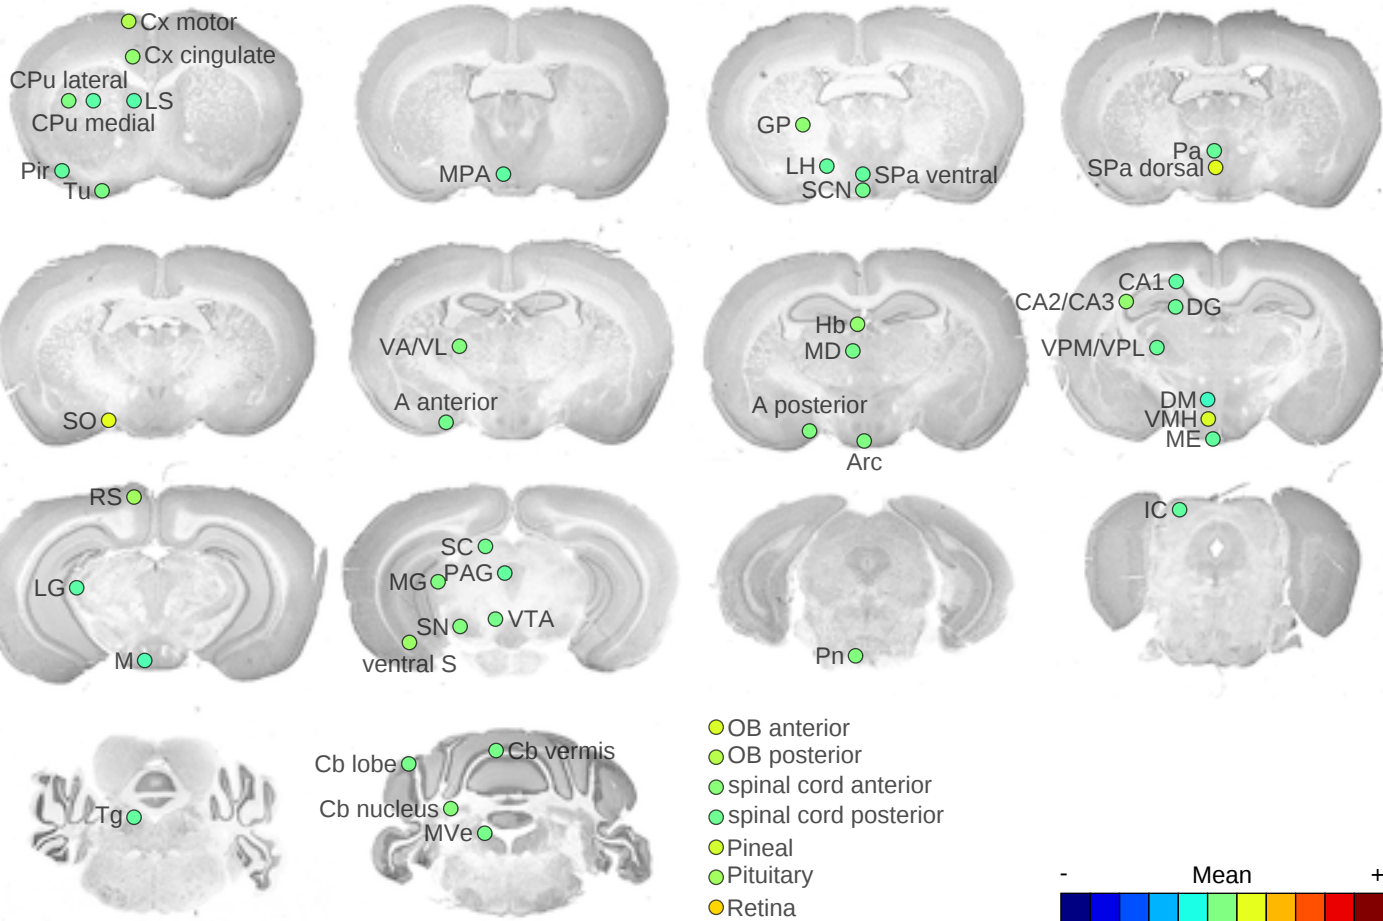 Cx motor
Cx cingulate
CPu lateral
LS
CPu medial
Pir
Tu
MPA
GP
LH
SPa ventral
SCN
Pa
SPa dorsal
SO
VA/VL
A anterior
Hb
MD
A posterior
Arc
CA1
CA2/CA3
DG
VPM/VPL
DM
VMH
ME
RS
LG
M
SC
PAG
MG
VTA
SN
ventral S
Pn
IC
Tg
Cb vermis
Cb lobe
Cb nucleus
MVe
OB anterior
OB posterior
spinal cord anterior
spinal cord posterior
Pineal
Pituitary
Retina
- Mean +